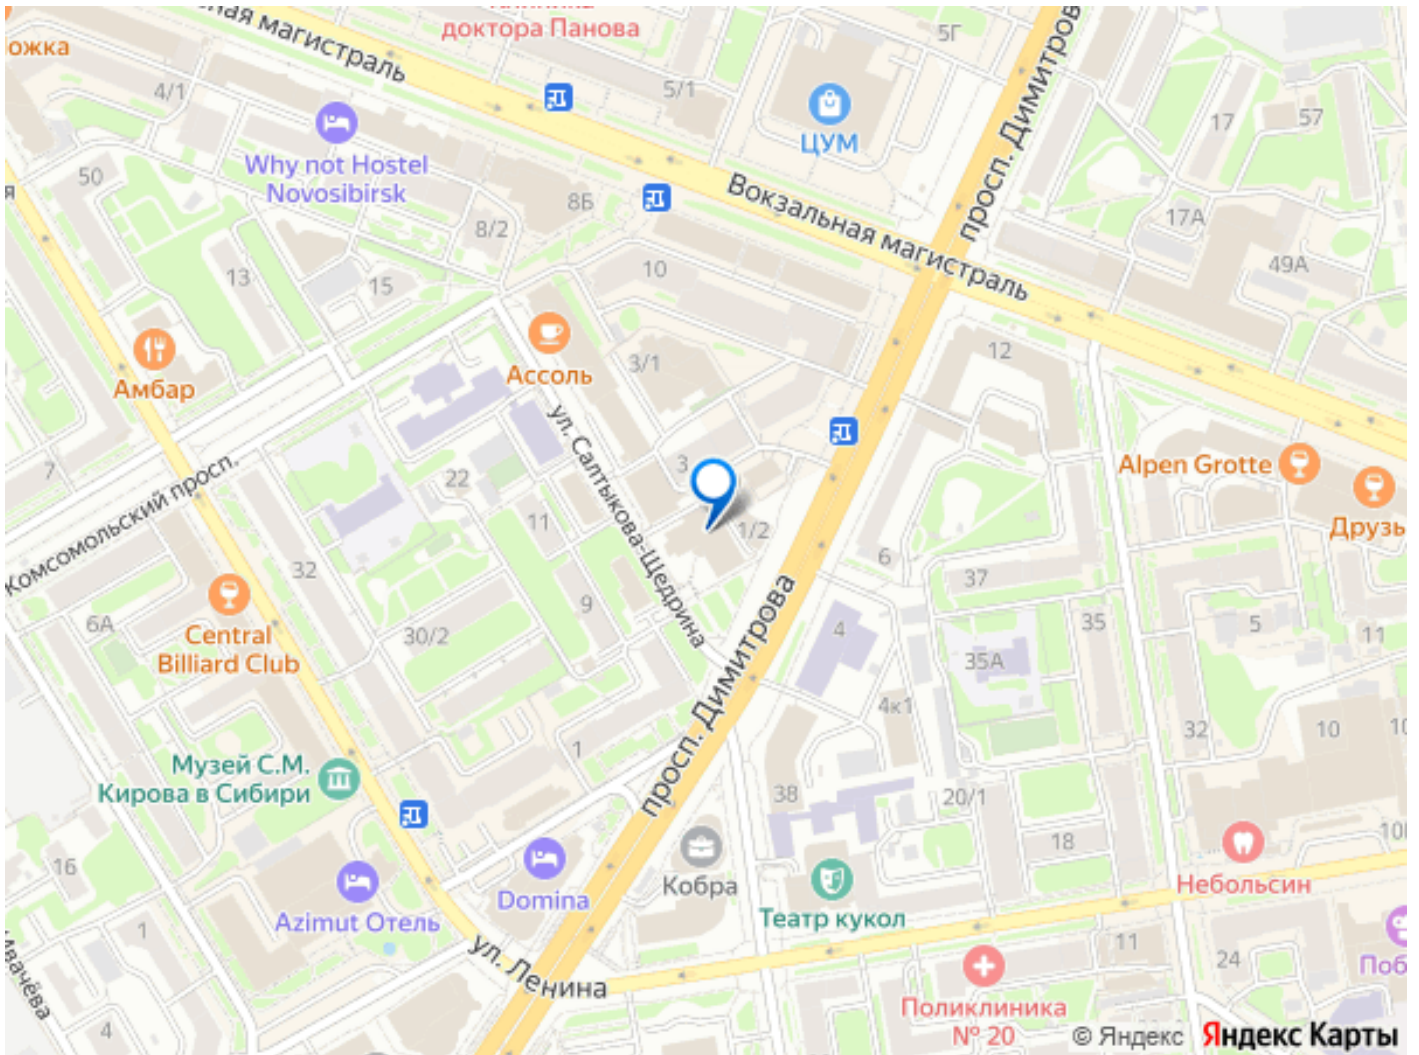 доктора Панова
ожка
ная магистраль
5Г
просп. Димитров
4/1
5/1
ЦУМ
17
57
Why not Hostel
Novosibirsk
50
я
8Б
Вокзальная магистраль
17А
8/2
13
15
10
49А
Ассоль
3/1
12
Амбар
ул. Салтыкова-Щедрина
7
Комсомольский просп.
22
3
Alpen Grotte
Друзь
11
1/2
32
6
37
9
6А
30/2
4
35
5
11
Central
Billiard Club
35А
просп. Димитрова
4к1
32
10
1
Музей С.М.
Кирова в Сибири
38
20/1
18
16
Кобра
Небольсин
Domina
Azimut Отель
Театр кукол
1
ул. Ленина
11
24
Поб
Ивачёва
4
Поликлиника
№ 20
© Яндекс
Яндекс Карты